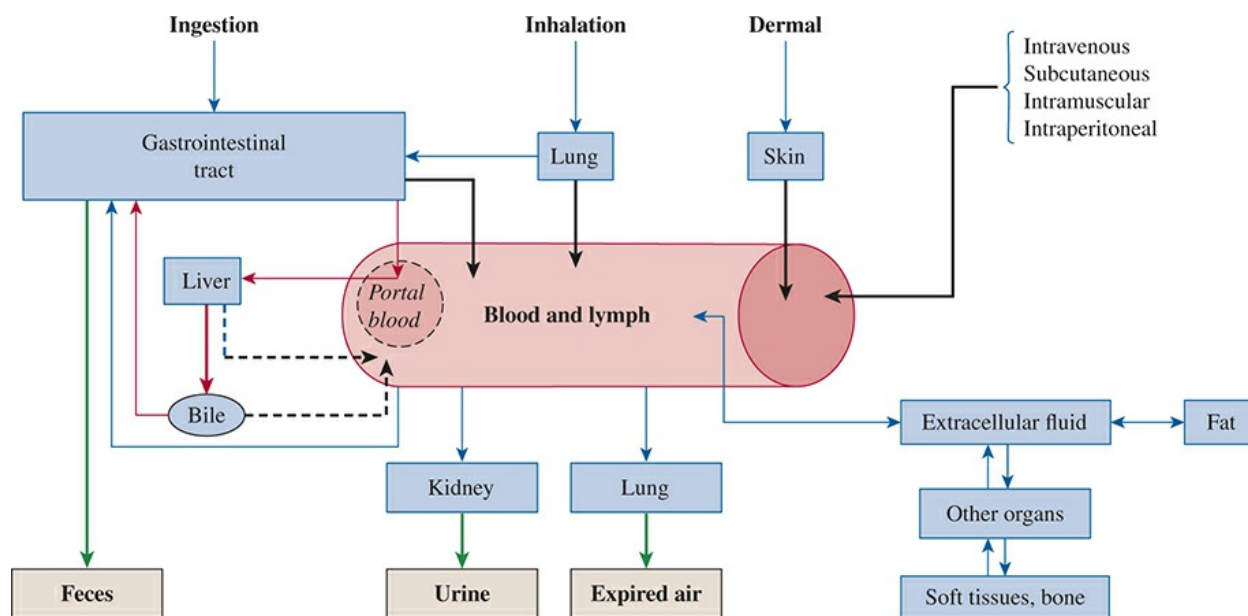 Ingestion
Inhalation
Dermal
Intravenous
Subcutaneous
Intramuscular
Intraperitoneal
Gastrointestinal
tract
Lung
Skin
Liver
Portal
blood
Blood and lymph
Bile
Extracellular fluid
Fat
Kidney
Lung
Other organs
Feces
Urine
Expired air
Soft tissues, bone